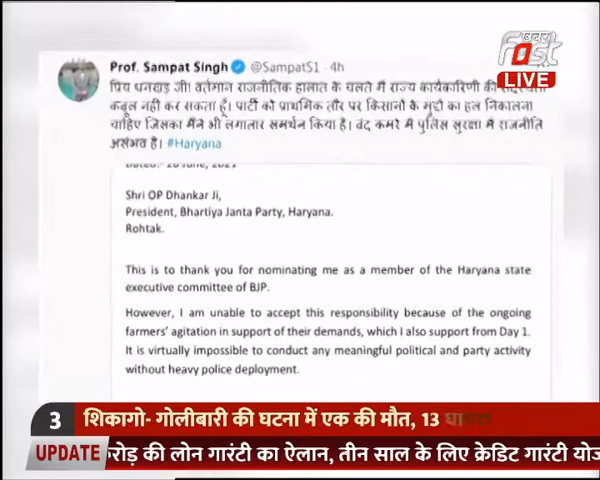 खबर
Fast
LIVE
Prof. Sampat Singh @SampatS1 · 4h
प्रिय धनखड़ जी! वर्तमान राजनीतिक हालात के चलते मैं राज्य कार्यकारिणी की
कबूल नहीं कर सकता हूँ। पार्टी को प्राथमिक तौर पर किसानों के मुद्दों का हल निकालना
चाहिए जिसका मैंने भी लगातार समर्थन किया है। बंद कमरे में पुलिस सुरक्षा में राजनीति
असंभव है। #Haryana
Shri OP Dhankar Ji,
President, Bhartiya Janta Party, Haryana.
Rohtak.
This is to thank you for nominating me as a member of the Haryana state
executive committee of BJP.
However, I am unable to accept this responsibility because of the ongoing
farmers' agitation in support of their demands, which I also support from Day 1.
It is virtually impossible to conduct any meaningful political and party activity
without heavy police deployment.
3 शिकागो- गोलीबारी की घटना में एक की मौत, 13
UPDATE रोड़ की लोन गारंटी का ऐलान, तीन साल के लिए क्रेडिट गारंटी